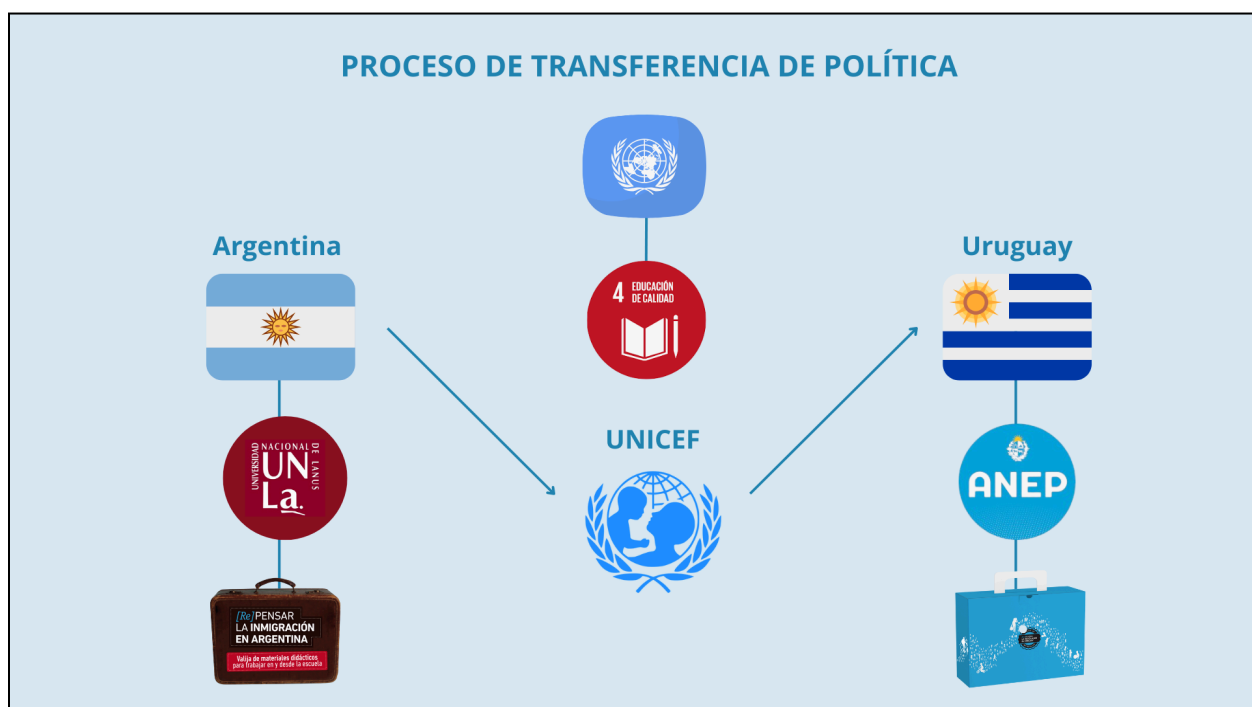 PROCESO DE TRANSFERENCIA DE POLÍTICA
Argentina
Uruguay
4 EDUCACIÓN
DE CALIDAD
UNIVERSIDAD
NACIONAL
DE LANUS
UN
La.
UNICEF
ANEP
[Re]PENSAR
LA INMIGRACIÓN
EN ARGENTINA
Valija de materiales didácticos
para trabajar en y desde la escuela